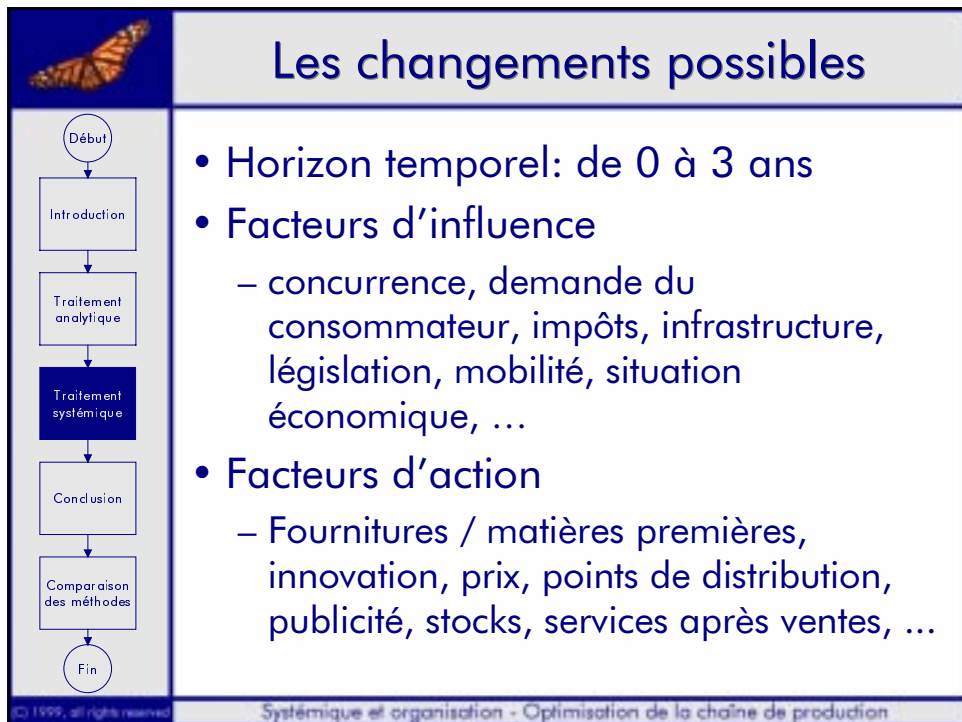 Les changements possibles
Début
Introduction
Traitement
analytique
Traitement
systémique
Conclusion
Comparaison
des méthodes
Fin
• Horizon temporel: de 0 à 3 ans
• Facteurs d’influence
– concurrence, demande du
consommateur, impôts, infrastructure,
législation, mobilité, situation
économique, …
• Facteurs d’action
– Fournitures / matières premières,
innovation, prix, points de distribution,
publicité, stocks, services après ventes, ...
(C) 1999, all rights reserved
Systémique et organisation - Optimisation de la chaîne de production